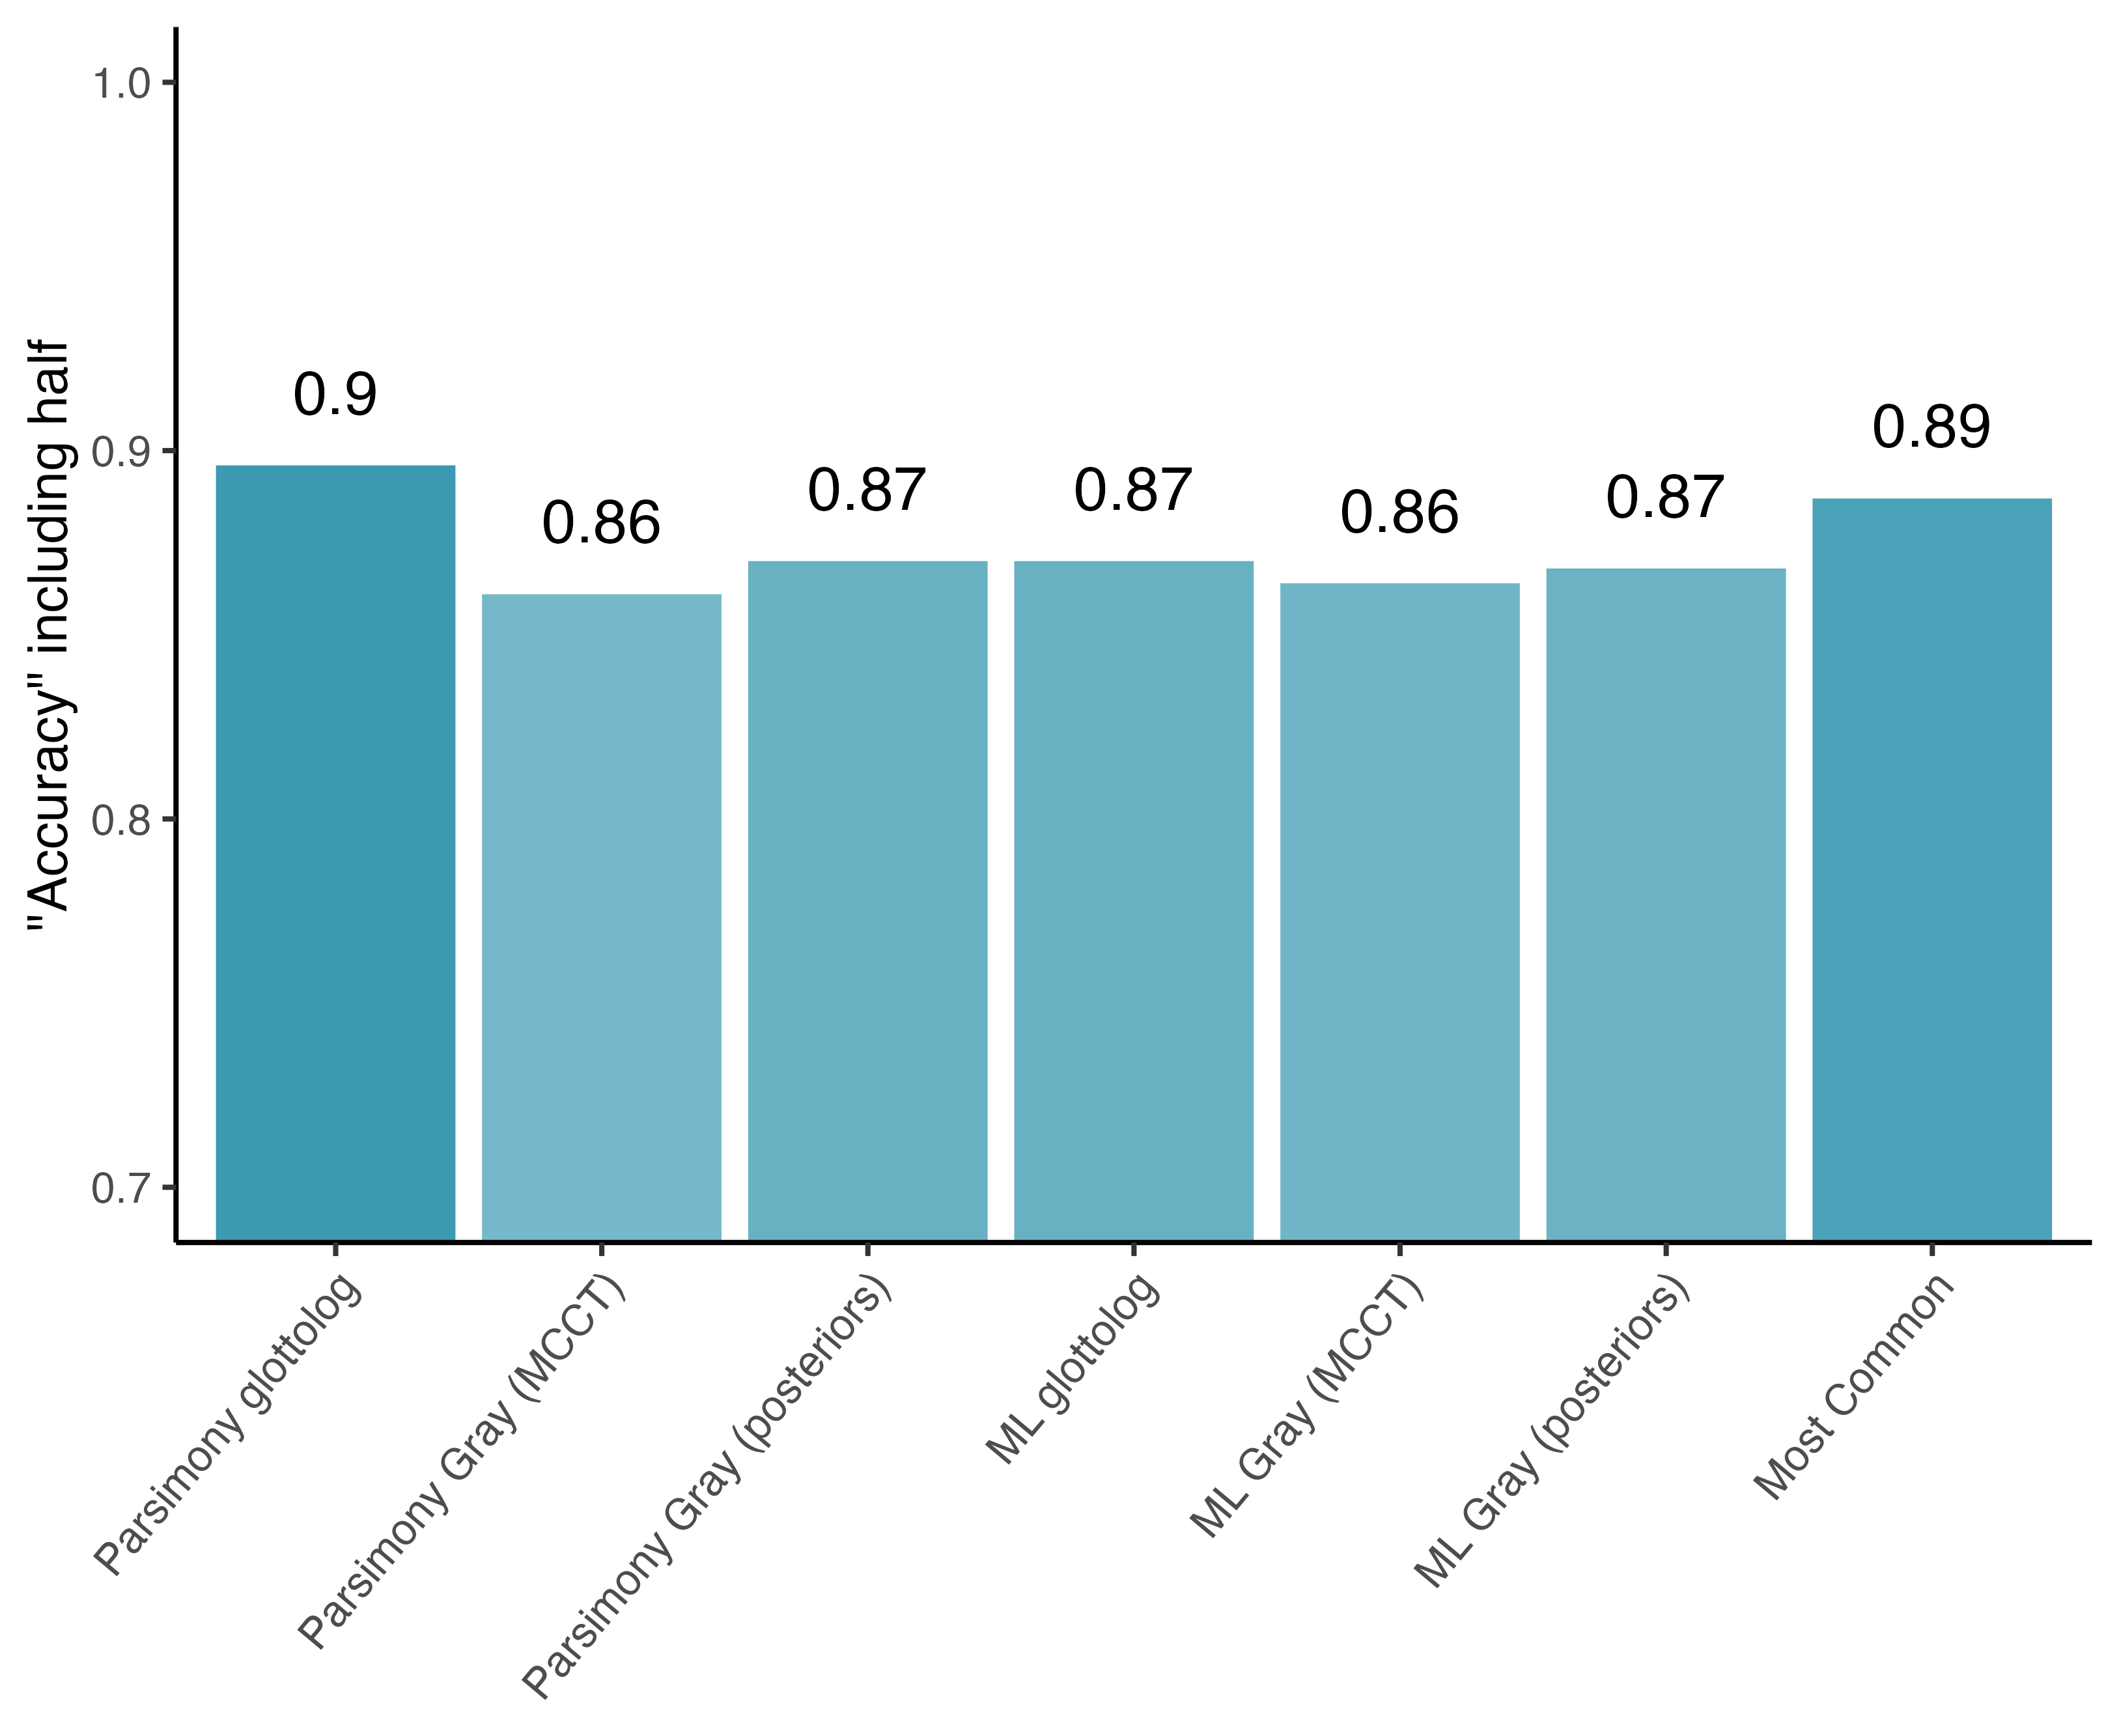 "Accuracy" including half
1.0
0.9
0.8
0.7
0.9
0.86
0.87
0.87
0.86
0.87
0.89
Parsimony glottolog
Parsimony Gray (MCCT)
Parsimony Gray (posteriors)
ML glottolog
ML Gray (MCCT)
ML Gray (posteriors)
Most Common